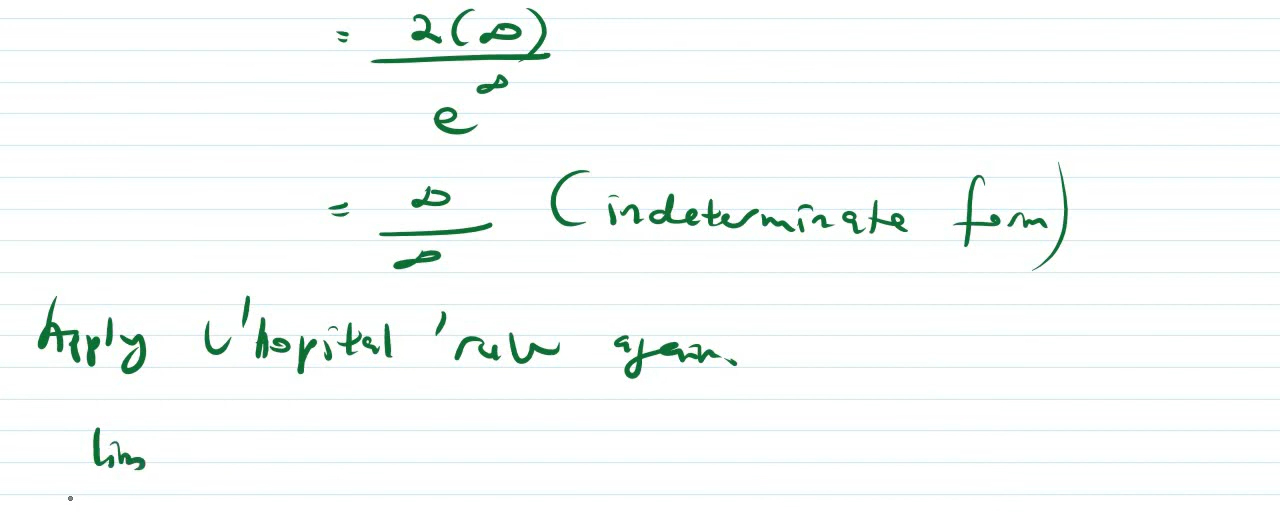 = 2(∞)
e^∞
= ∞/∞ (indeterminate form)
Apply L'hopital 'rule again.
lim